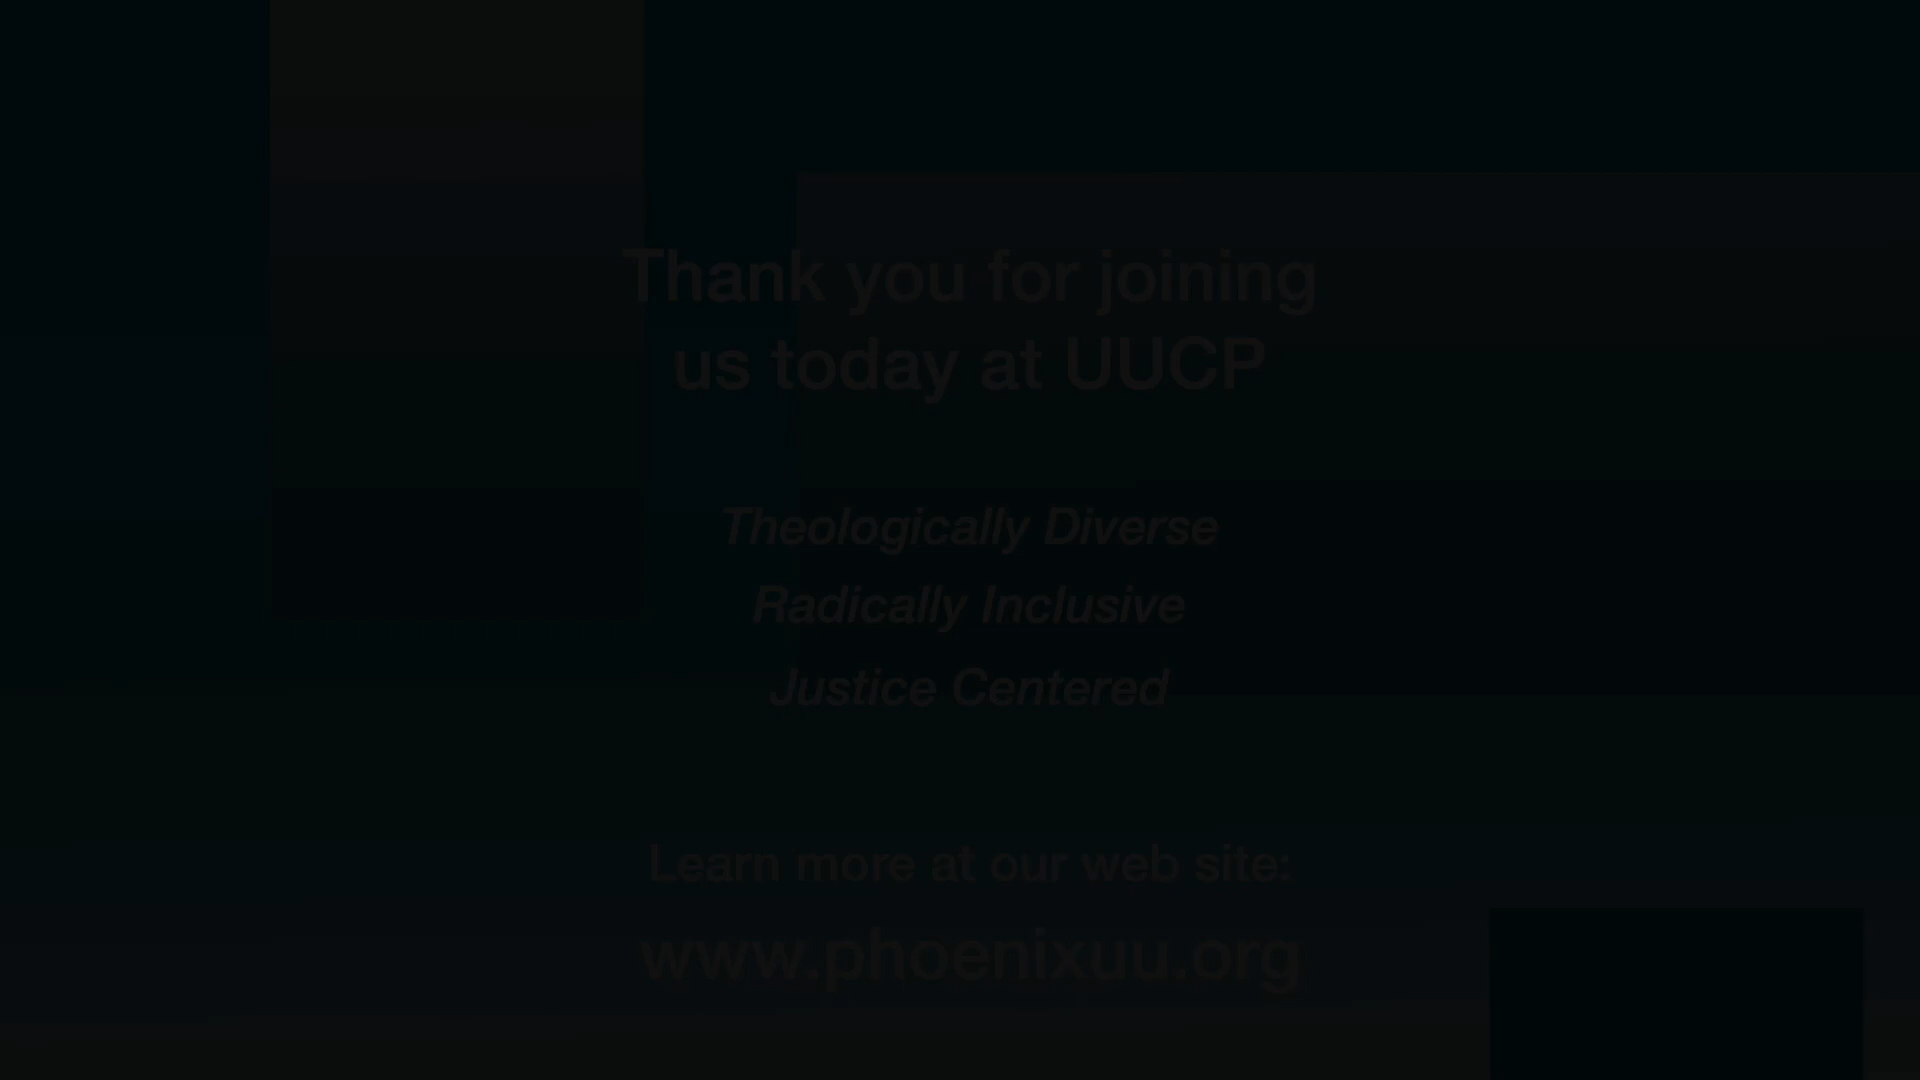 Thank you for joining
us today at UUCP
Theologically Diverse
Radically Inclusive
Justice Centered
Learn more at our web site:
www.phoenixuu.org